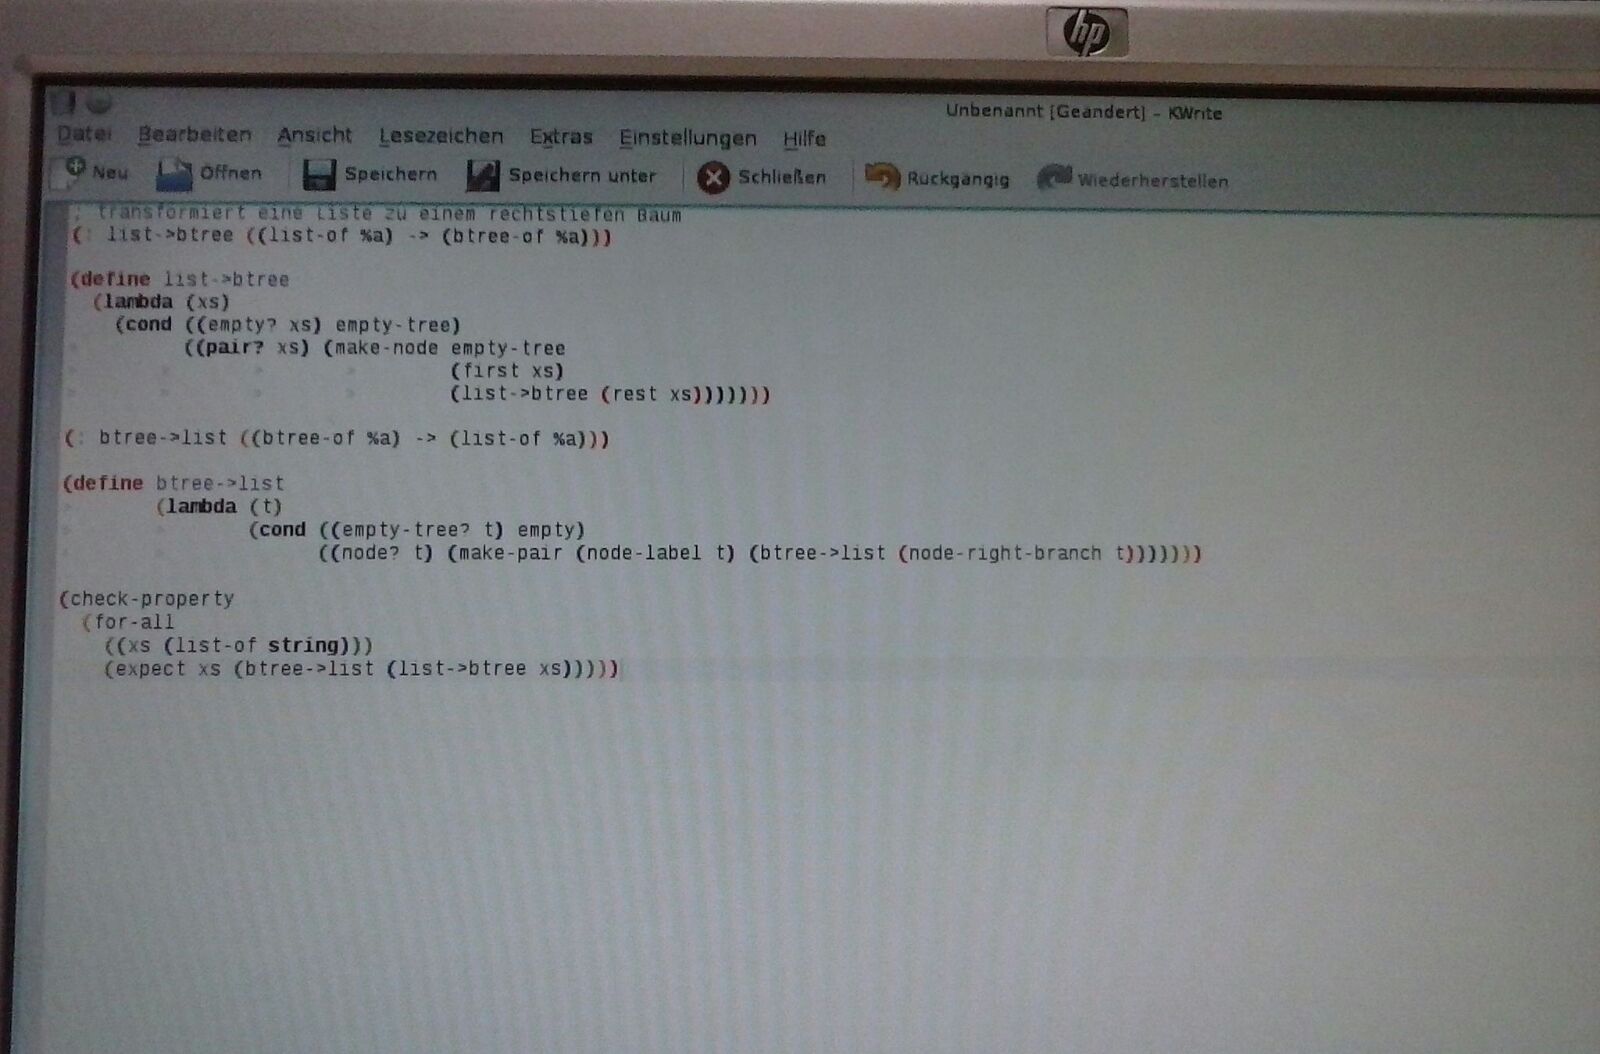 hp
Unbenannt [Geändert] – KWrite
Datei Bearbeiten Ansicht Lesezeichen Extras Einstellungen Hilfe
Neu Öffnen Speichern Speichern unter Schließen Rückgängig Wiederherstellen
; transformiert eine Liste zu einem rechtstiefen Baum
(: list->btree ((list-of %a) -> (btree-of %a)))
(define list->btree
(lambda (xs)
(cond ((empty? xs) empty-tree)
((pair? xs) (make-node empty-tree
(first xs)
(list->btree (rest xs)))))))
(: btree->list ((btree-of %a) -> (list-of %a)))
(define btree->list
(lambda (t)
(cond ((empty-tree? t) empty)
((node? t) (make-pair (node-label t) (btree->list (node-right-branch t)))))))
(check-property
(for-all
((xs (list-of string)))
(expect xs (btree->list (list->btree xs)))))